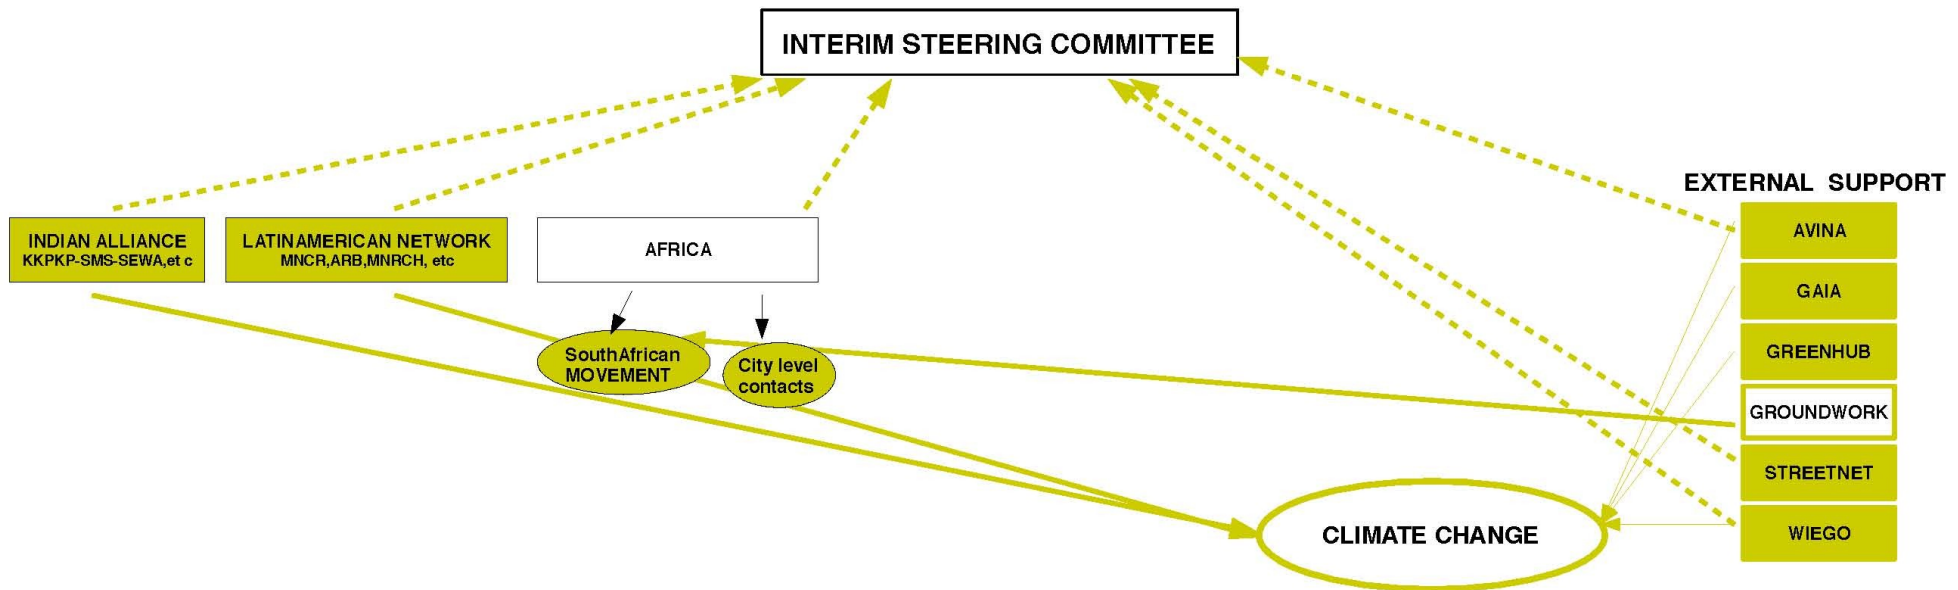 INTERIM STEERING COMMITTEE
EXTERNAL SUPPORT
INDIAN ALLIANCE
KKPKP-SMS-SEWA,et c
LATINAMERICAN NETWORK
MNCR,ARB,MNRCH, etc
AFRICA
SouthAfrican
MOVEMENT
City level
contacts
AVINA
GAIA
GREENHUB
GROUNDWORK
STREETNET
WIEGO
CLIMATE CHANGE